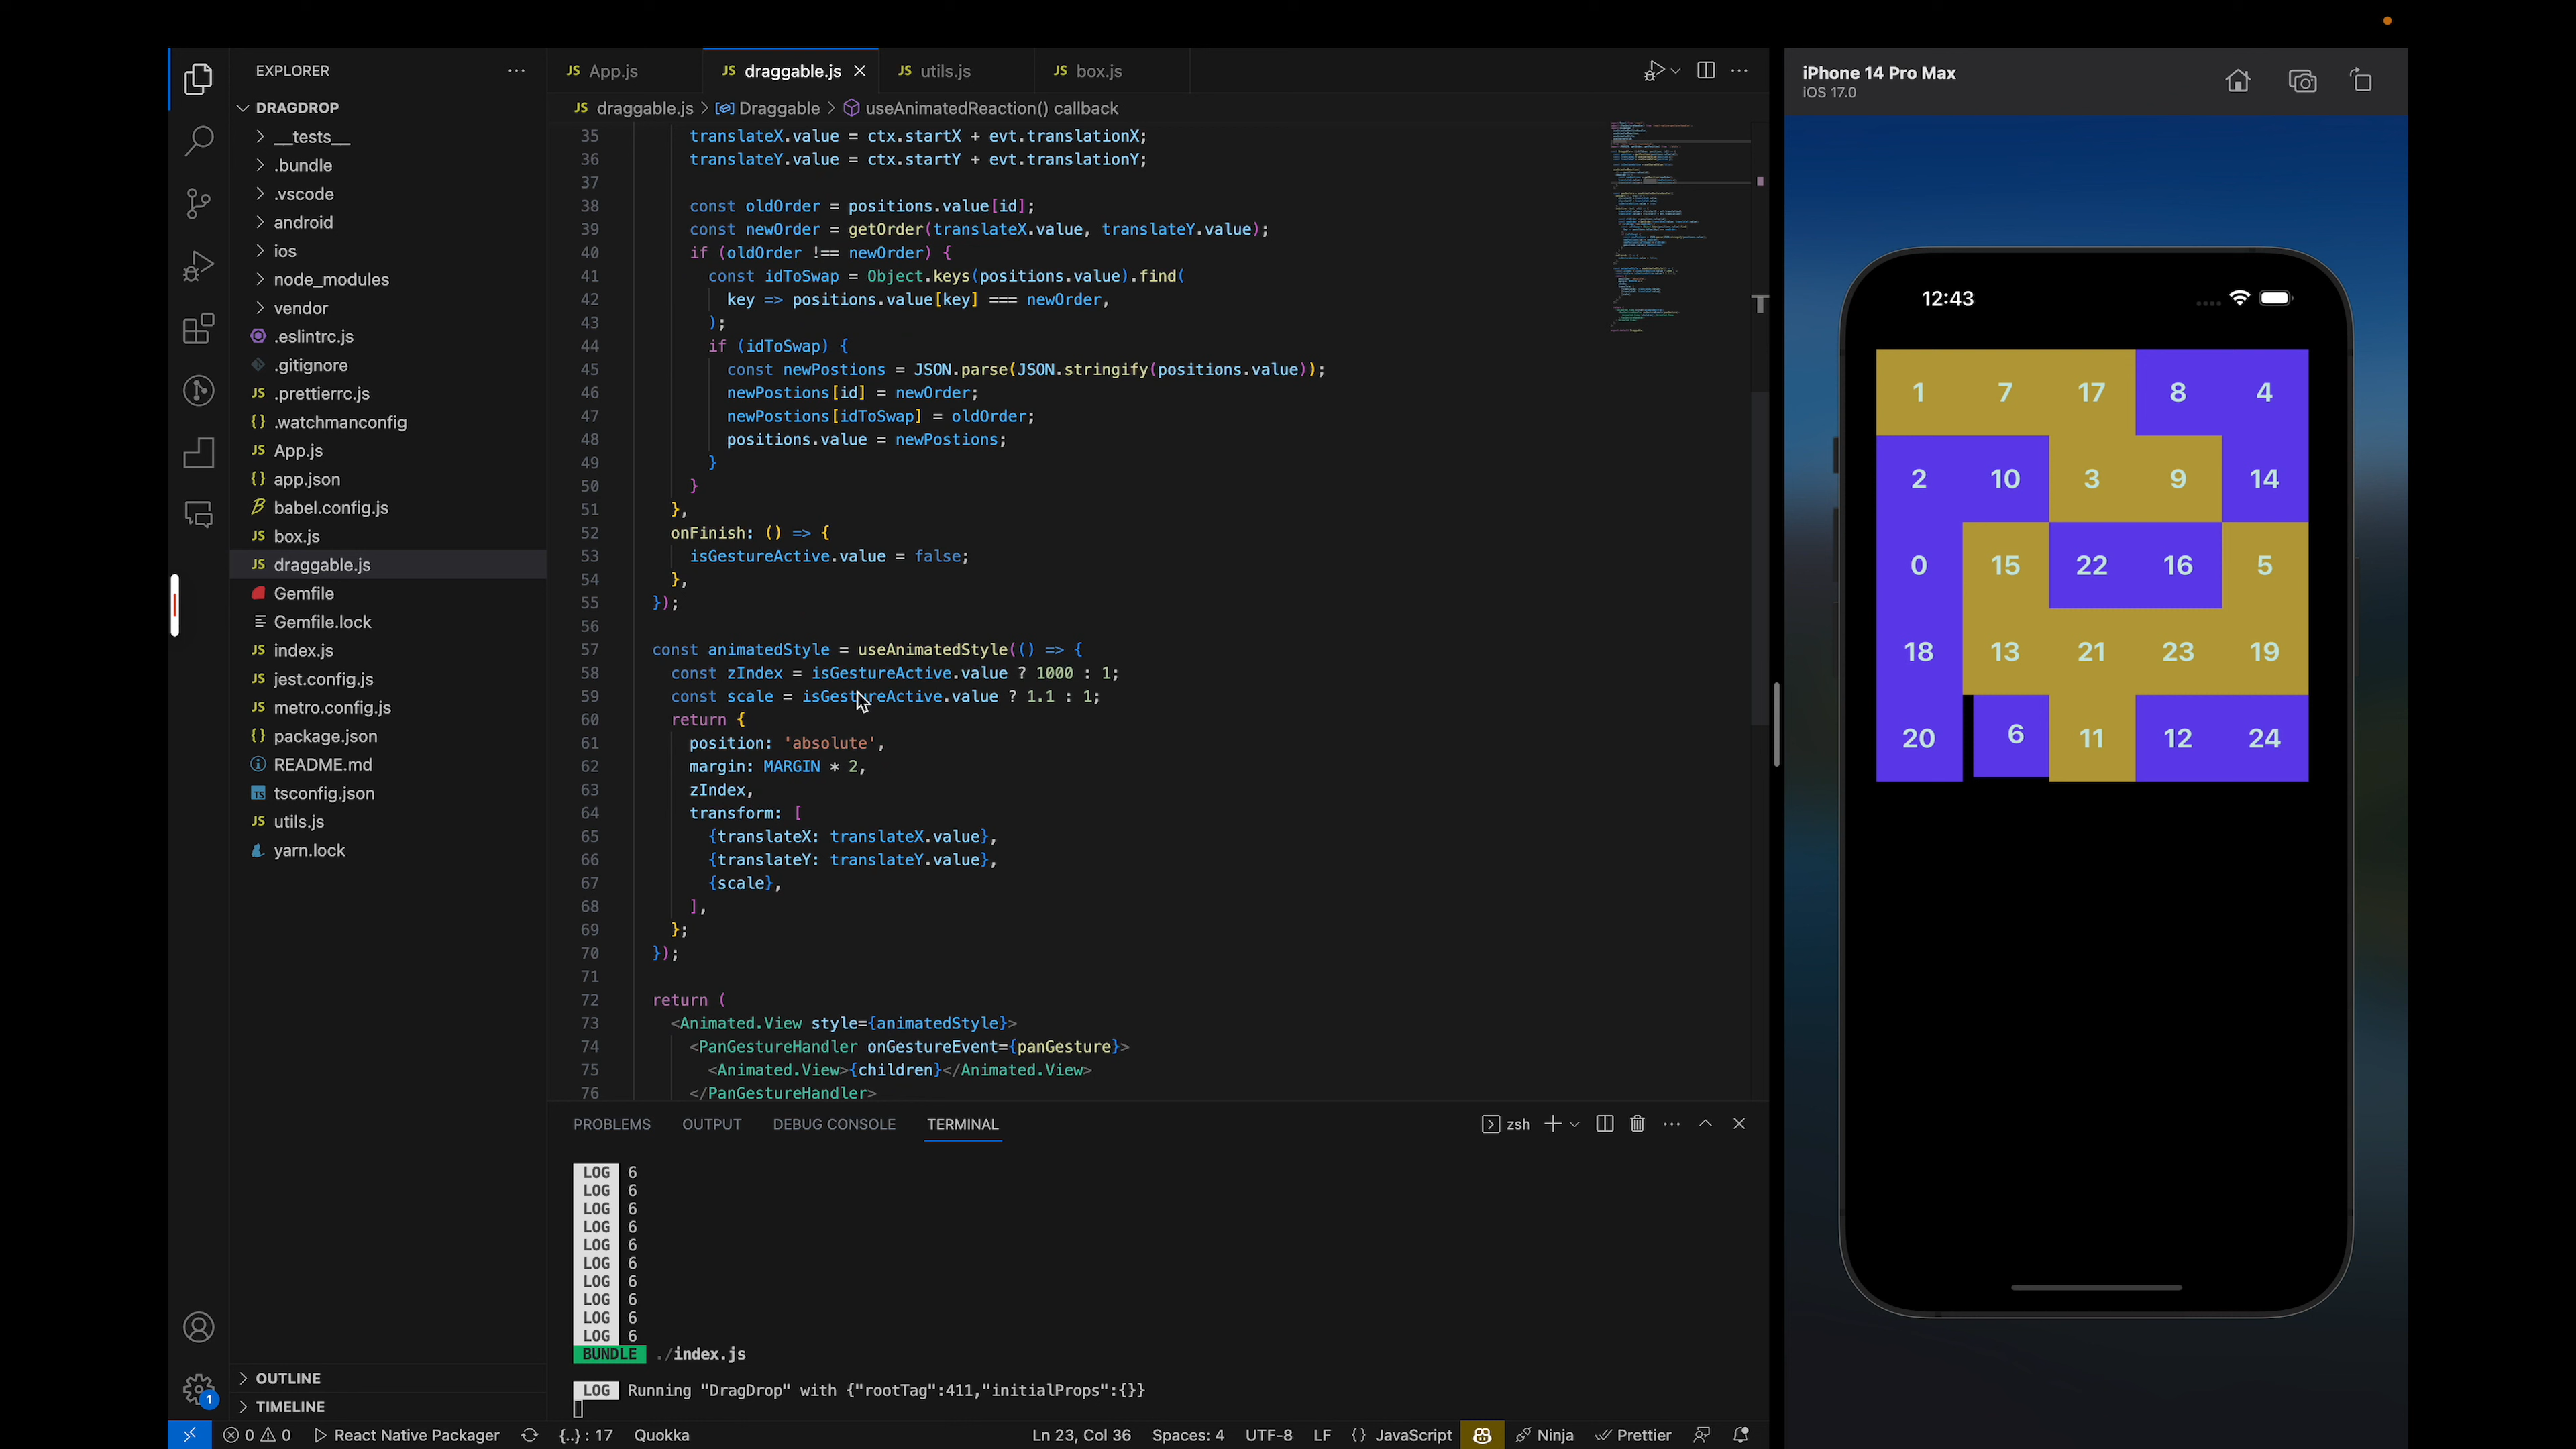 EXPLORER
DRAGDROP
__tests__
.bundle
.vscode
android
ios
node_modules
vendor
.eslintrc.js
.gitignore
.prettierrc.js
.watchmanconfig
App.js
app.json
babel.config.js
box.js
draggable.js
Gemfile
Gemfile.lock
index.js
jest.config.js
metro.config.js
package.json
README.md
tsconfig.json
utils.js
yarn.lock
OUTLINE
TIMELINE
1
JS App.js JS draggable.js JS utils.js JS box.js
JS draggable.js > Draggable > useAnimatedReaction() callback
35 translateX.value = ctx.startX + evt.translationX;
36 translateY.value = ctx.startY + evt.translationY;
37
38 const oldOrder = positions.value[id];
39 const newOrder = getOrder(translateX.value, translateY.value);
40 if (oldOrder !== newOrder) {
41 const idToSwap = Object.keys(positions.value).find(
42 key => positions.value[key] === newOrder,
43 );
44 if (idToSwap) {
45 const newPostions = JSON.parse(JSON.stringify(positions.value));
46 newPostions[id] = newOrder;
47 newPostions[idToSwap] = oldOrder;
48 positions.value = newPostions;
49 }
50 }
51 },
52 onFinish: () => {
53 isGestureActive.value = false;
54 },
55 });
56
57 const animatedStyle = useAnimatedStyle(() => {
58 const zIndex = isGestureActive.value ? 1000 : 1;
59 const scale = isGestureActive.value ? 1.1 : 1;
60 return {
61 position: 'absolute',
62 margin: MARGIN * 2,
63 zIndex,
64 transform: [
65 {translateX: translateX.value},
66 {translateY: translateY.value},
67 {scale},
68 ],
69 };
70 });
71
72 return (
73 <Animated.View style={animatedStyle}>
74 <PanGestureHandler onGestureEvent={panGesture}>
75 <Animated.View>{children}</Animated.View>
76 </PanGestureHandler>
PROBLEMS OUTPUT DEBUG CONSOLE TERMINAL zsh
LOG 6
LOG 6
LOG 6
LOG 6
LOG 6
LOG 6
LOG 6
LOG 6
LOG 6
LOG 6
BUNDLE ./index.js
LOG Running "DragDrop" with {"rootTag":411,"initialProps":{}}
0 0 React Native Packager {..} : 17 Quokka Ln 23, Col 36 Spaces: 4 UTF-8 LF {} JavaScript Ninja Prettier
iPhone 14 Pro Max
iOS 17.0
12:43
1 7 17 8 4
2 10 3 9 14
0 15 22 16 5
18 13 21 23 19
20 6 11 12 24